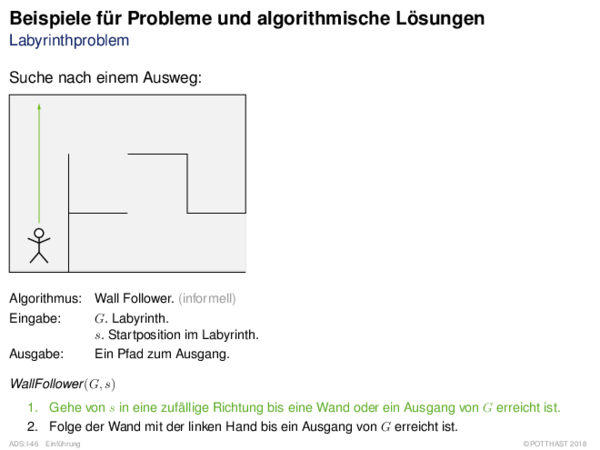 Beispiele für Probleme und algorithmische Lösungen
Labyrinthproblem
Suche nach einem Ausweg:
Algorithmus: Wall Follower. (informell)
Eingabe: G. Labyrinth.
s. Startposition im Labyrinth.
Ausgabe: Ein Pfad zum Ausgang.
WallFollower(G, s)
1. Gehe von s in eine zufällige Richtung bis eine Wand oder ein Ausgang von G erreicht ist.
2. Folge der Wand mit der linken Hand bis ein Ausgang von G erreicht ist.
ADS:I-46 Einführung ©POTTHAST 2018